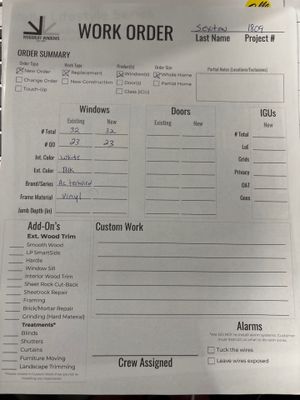 WORK ORDER
Sexton 1809
Last Name Project #
WINDOWS
ORDER SUMMARY
Order Type Work Type Product(s) Order Size
New Order Replacement Window(s) Whole Home
Change Order New Construction Door(s) Partial Home
Touch-Up Glass (IGUs)
Partial Notes (Locations/Exclusions)
Windows Doors IGUs
Existing New Existing New
# Total 32 32 # Total
# OD 23 23 LoE
Int. Color White Grids
Ext. Color Blk Privacy
Brand/Series OAT
Frame Material Vinyl Gass
Jamb Depth (in)
Add-On's Custom Work
Ext. Wood Trim
Smooth Wood
LP SmartSide
Hardie
Window Sill
Interior Wood Trim
Sheet Rock Cut-Back
Sheetrock Repair
Framing
Brick/Mortar Repair
Grinding (Hard Material)
Treatments*
Blinds
Shutters
Curtains
Furniture Moving
Landscape Trimming
Alarms
Tuck the wires
Leave wires exposed
Crew Assigned